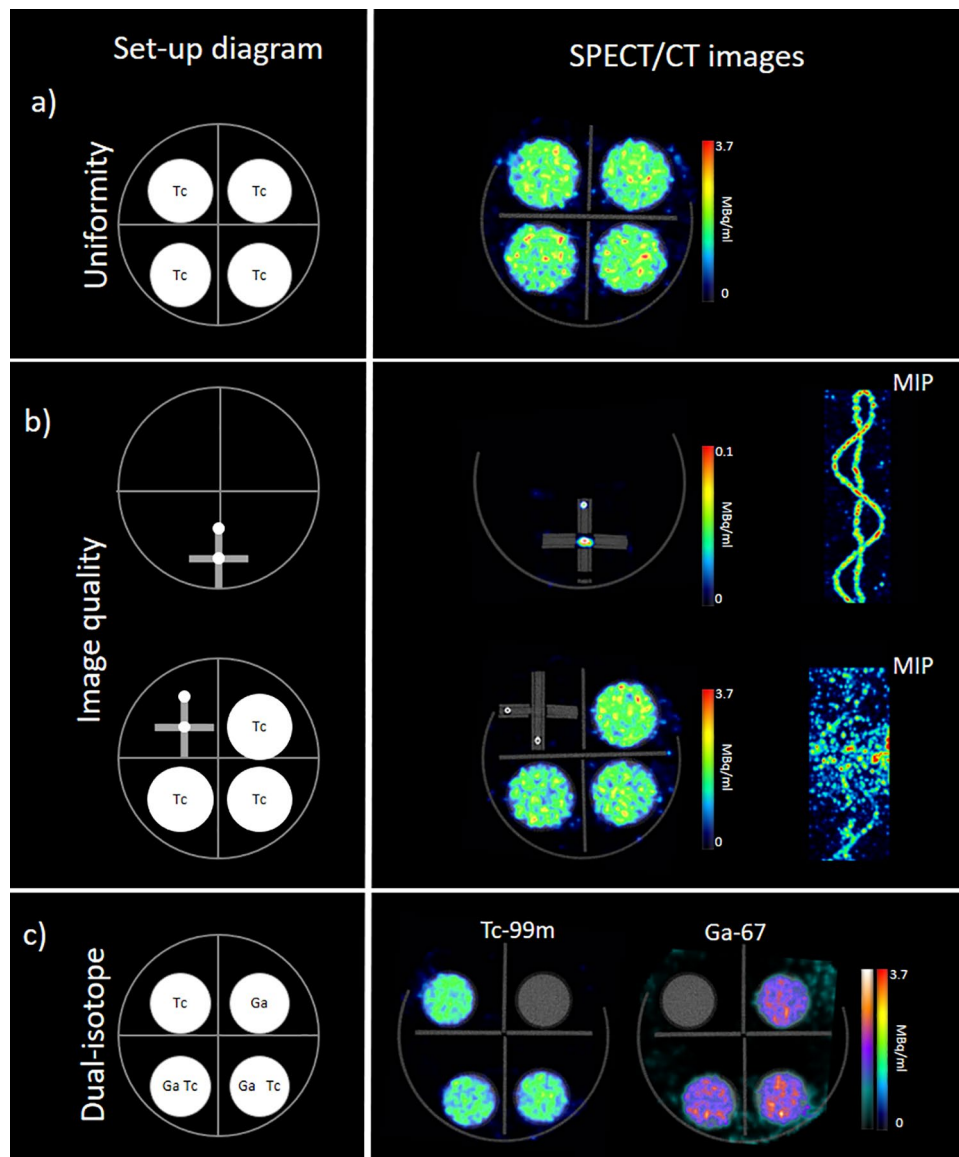 Set-up diagram
SPECT/CT images
a)
Uniformity
Tc
Tc
Tc
Tc
3.7
MBq/ml
0
b)
Image quality
MIP
0.1
MBq/ml
0
Tc
Tc
Tc
MIP
3.7
MBq/ml
0
c)
Dual-isotope
Tc
Ga
Ga Tc
Ga Tc
Tc-99m
Ga-67
3.7
MBq/ml
0